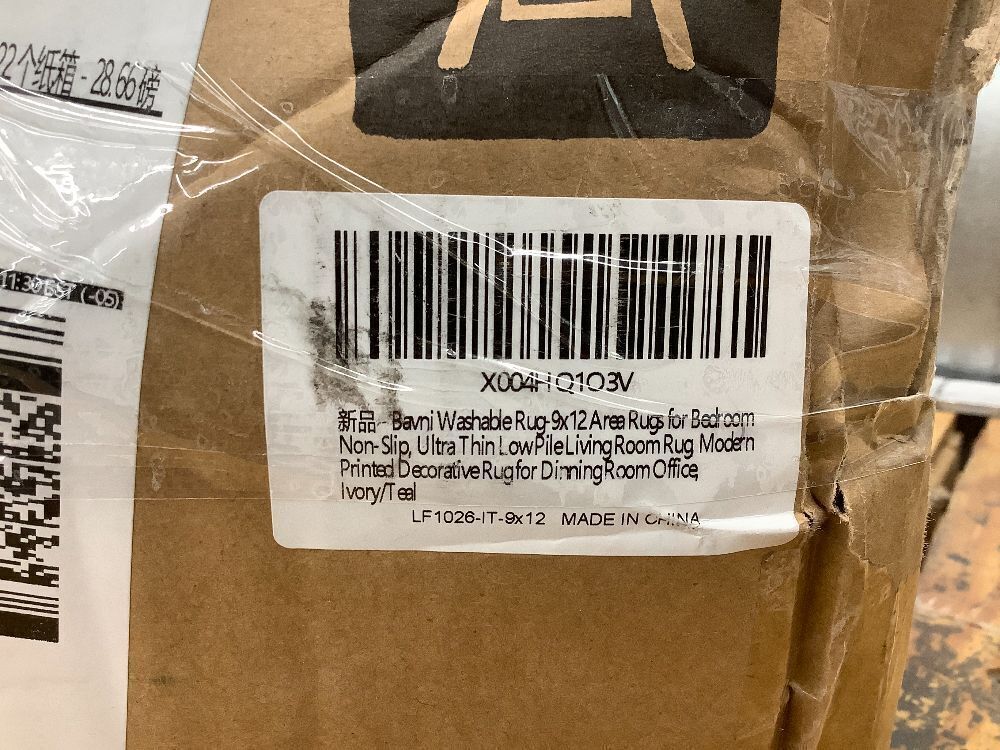 22个纸箱 - 28.66磅
X004HQ1O3V
新品 - Bavni Washable Rug-9x12 Area Rugs for Bedroom
Non-Slip, Ultra Thin Low Pile Living Room Rug Modern
Printed Decorative Rug for Dinning Room Office,
Ivory/Teal
LF1026-IT-9x12 MADE IN CHINA
(-05)